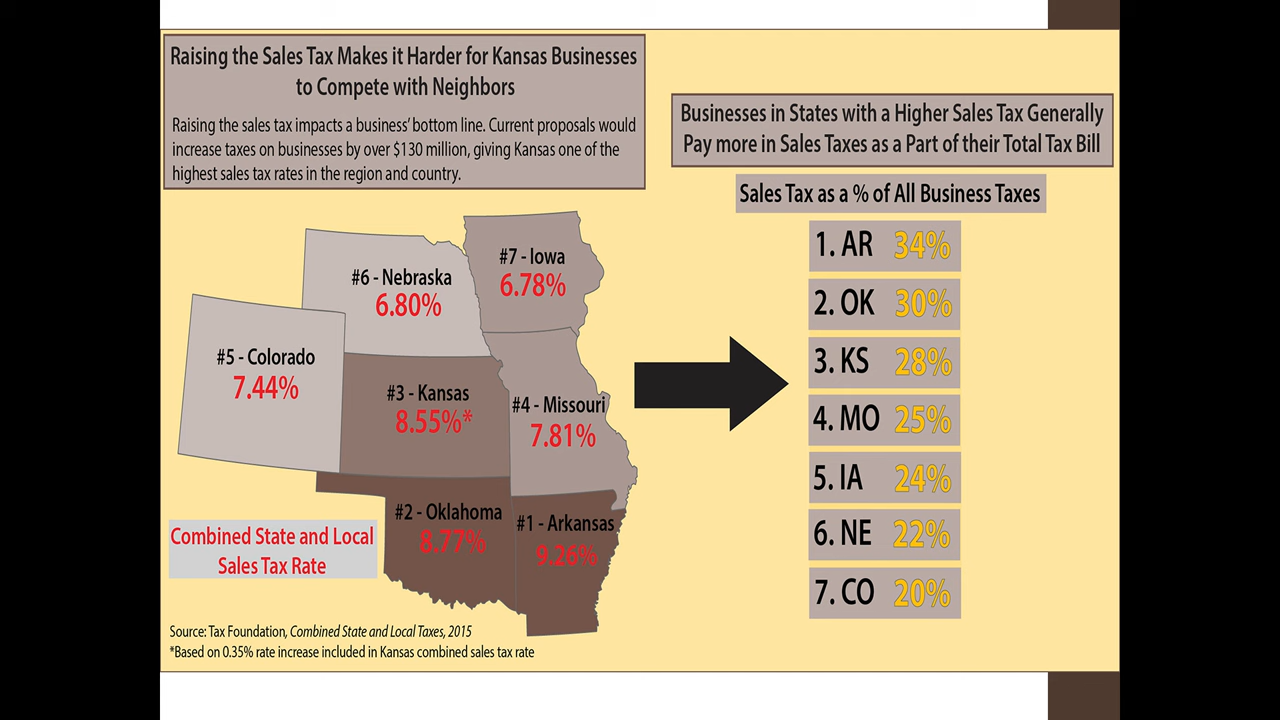 Raising the Sales Tax Makes it Harder for Kansas Businesses
to Compete with Neighbors
Raising the sales tax impacts a business' bottom line. Current proposals would
increase taxes on businesses by over $130 million, giving Kansas one of the
highest sales tax rates in the region and country.
#7 - Iowa
6.78%
#6 - Nebraska
6.80%
#5 - Colorado
7.44%
#3 - Kansas
8.55%*
#4 - Missouri
7.81%
#2 - Oklahoma
8.77%
#1 - Arkansas
9.26%
Combined State and Local
Sales Tax Rate
Source: Tax Foundation, Combined State and Local Taxes, 2015
*Based on 0.35% rate increase included in Kansas combined sales tax rate
Businesses in States with a Higher Sales Tax Generally
Pay more in Sales Taxes as a Part of their Total Tax Bill
Sales Tax as a % of All Business Taxes
1. AR 34%
2. OK 30%
3. KS 28%
4. MO 25%
5. IA 24%
6. NE 22%
7. CO 20%